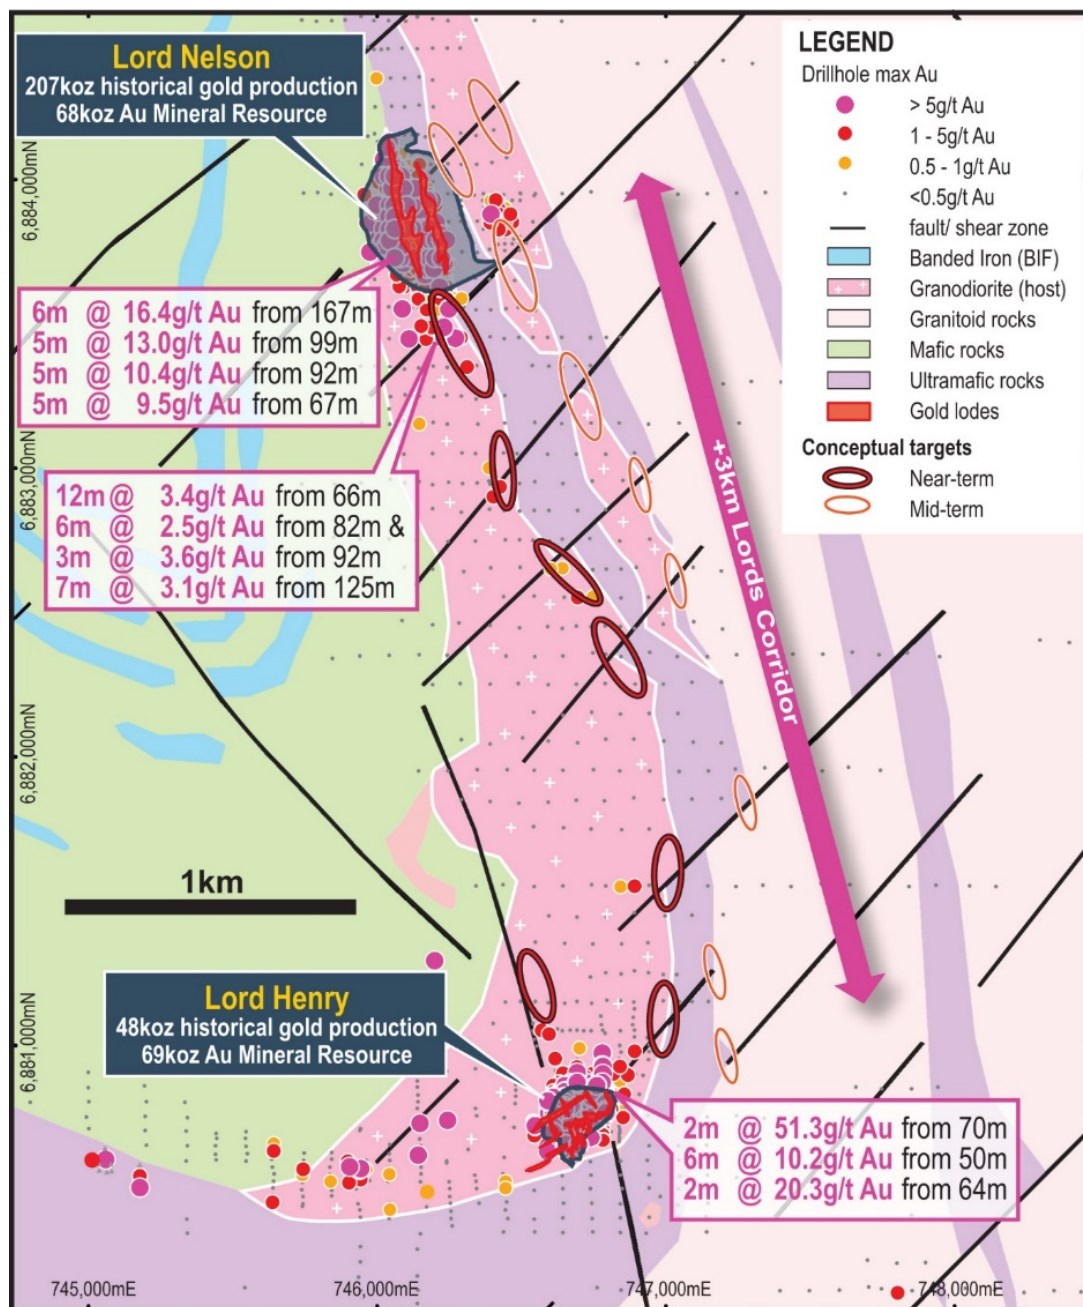 Lord Nelson
207koz historical gold production
68koz Au Mineral Resource
LEGEND
Drillhole max Au
> 5g/t Au
1 - 5g/t Au
0.5 - 1g/t Au
<0.5g/t Au
fault/ shear zone
Banded Iron (BIF)
Granodiorite (host)
Granitoid rocks
Mafic rocks
Ultramafic rocks
Gold lodes
Conceptual targets
Near-term
Mid-term
6,884,000mN
6m @ 16.4g/t Au from 167m
5m @ 13.0g/t Au from 99m
5m @ 10.4g/t Au from 92m
5m @ 9.5g/t Au from 67m
6,883,000mN
12m @ 3.4g/t Au from 66m
6m @ 2.5g/t Au from 82m &
3m @ 3.6g/t Au from 92m
7m @ 3.1g/t Au from 125m
+3km Lords Corridor
6,882,000mN
1km
Lord Henry
48koz historical gold production
69koz Au Mineral Resource
6,881,000mN
2m @ 51.3g/t Au from 70m
6m @ 10.2g/t Au from 50m
2m @ 20.3g/t Au from 64m
745,000mE
746,000mE
747,000mE
748,000mE